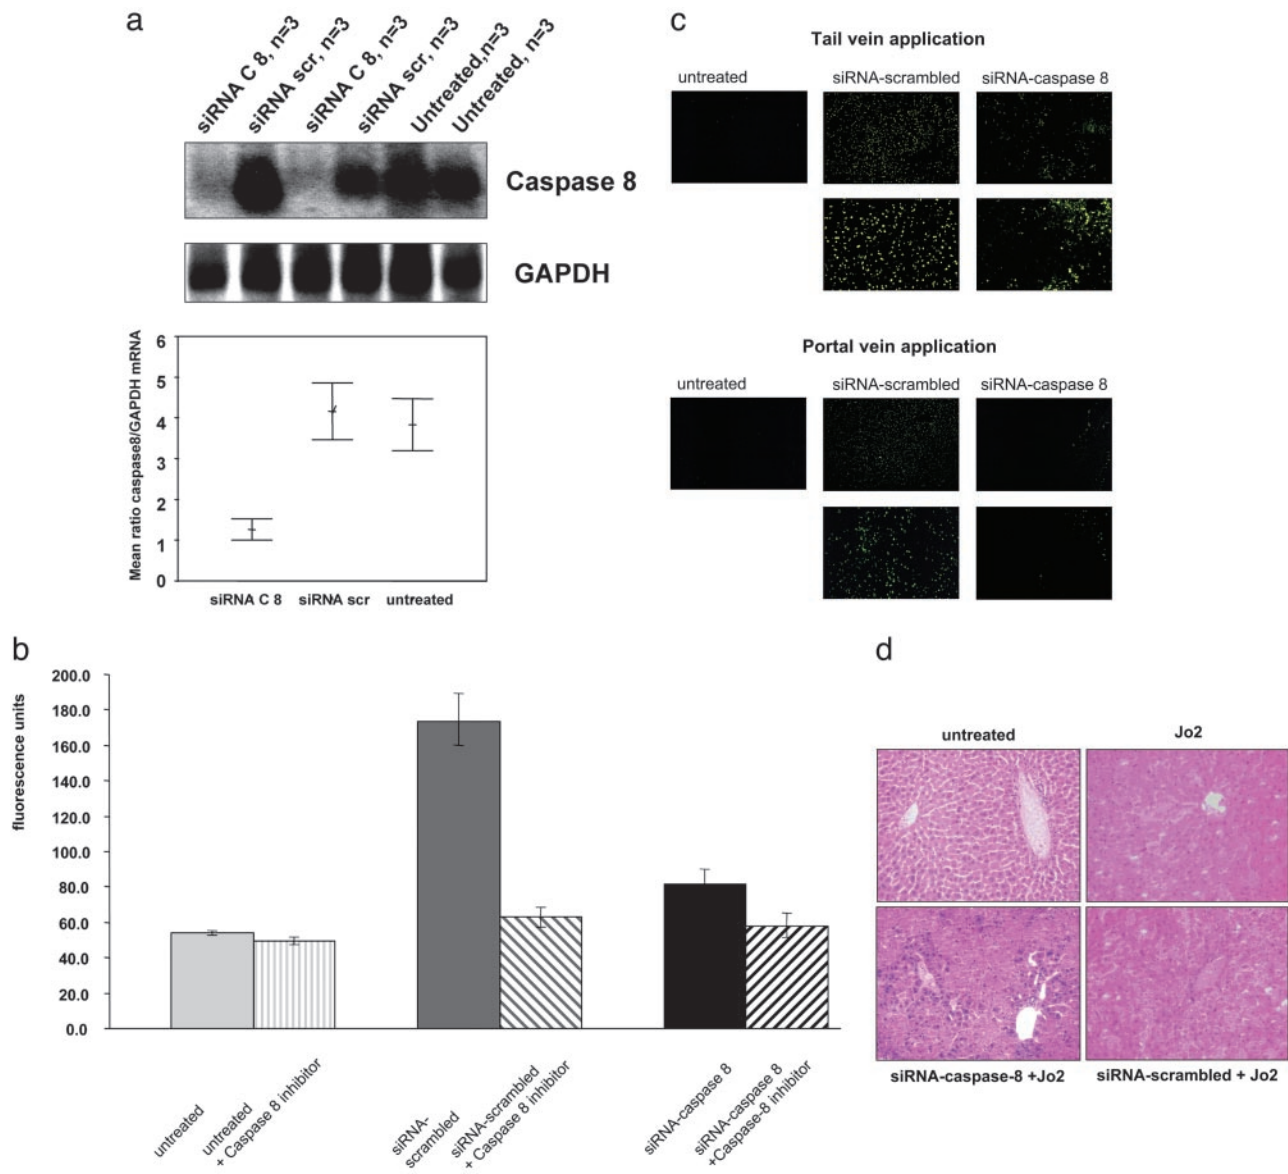 a
siRNA C 8, n=3
siRNA scr, n=3
siRNA C 8, n=3
siRNA scr, n=3
Untreated,n=3
Untreated, n=3
Caspase 8
GAPDH
Mean ratio caspase8/GAPDH mRNA
6
5
4
3
2
1
0
siRNA C 8
siRNA scr
untreated
c
Tail vein application
untreated
siRNA-scrambled
siRNA-caspase 8
Portal vein application
untreated
siRNA-scrambled
siRNA-caspase 8
b
fluorescence units
200.0
180.0
160.0
140.0
120.0
100.0
80.0
60.0
40.0
20.0
0.0
untreated
untreated
+ Caspase 8 inhibitor
siRNA-
scrambled
siRNA-scrambled
+ Caspase 8 inhibitor
siRNA-caspase 8
siRNA-caspase 8
+Caspase-8 inhibitor
d
untreated
Jo2
siRNA-caspase-8 +Jo2
siRNA-scrambled + Jo2